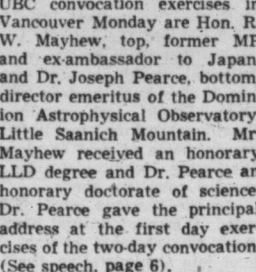 UBC convocation exercises in
Vancouver Monday are Hon. R
W. Mayhew, top, former MP
and ex-ambassador to Japan
and Dr. Joseph Pearce, bottom
director emeritus of the Domin
ion Astrophysical Observatory
Little Saanich Mountain. Mr
Mayhew received an honorary
LLD degree and Dr. Pearce an
honorary doctorate of science
Dr. Pearce gave the principal
address at the first day exer
cises of the two-day convocation
(See speech, page 6).